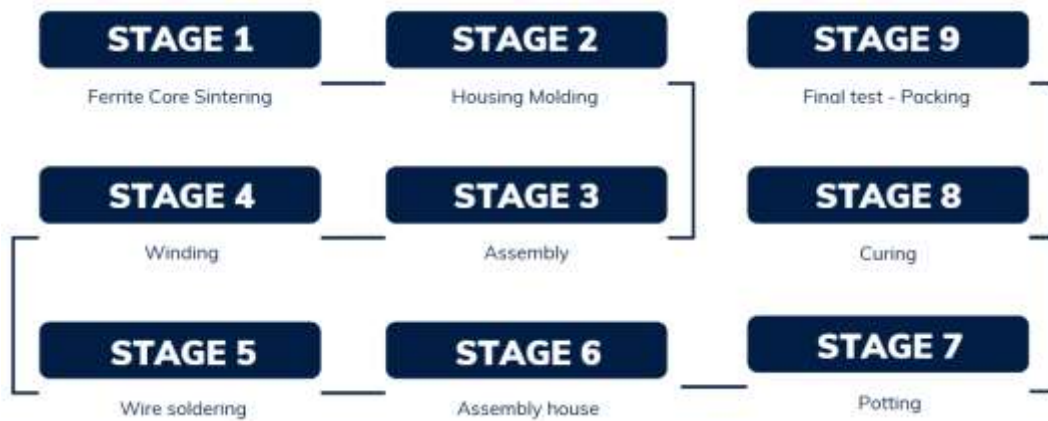 STAGE 1
Ferrite Core Sintering
STAGE 2
Housing Molding
STAGE 3
Assembly
STAGE 4
Winding
STAGE 5
Wire soldering
STAGE 6
Assembly house
STAGE 7
Potting
STAGE 8
Curing
STAGE 9
Final test - Packing